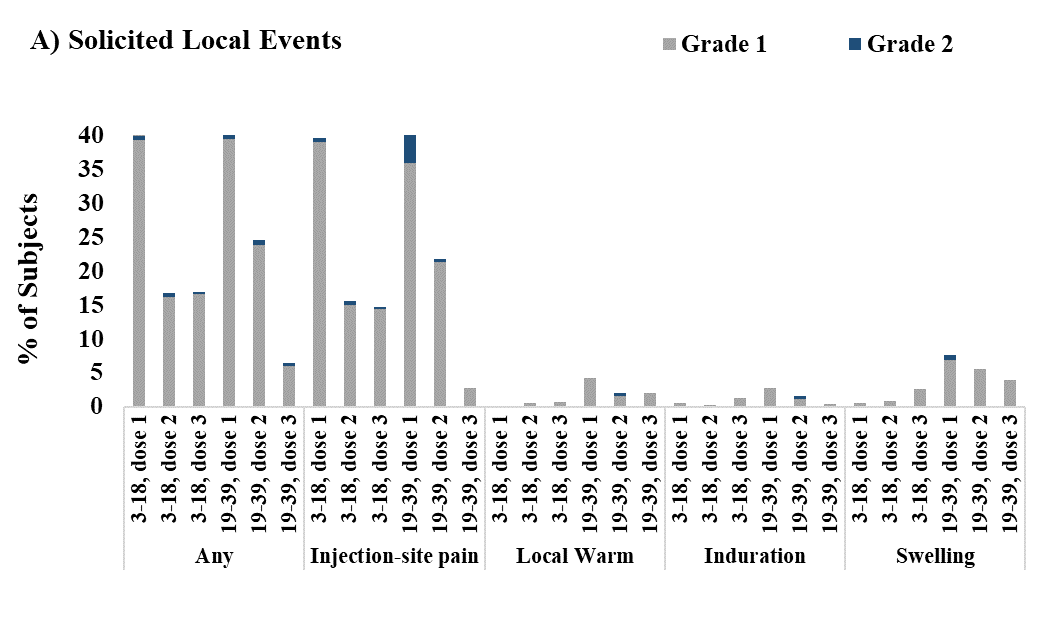 A) Solicited Local Events
Grade 1
Grade 2
% of Subjects
40
35
30
25
20
15
10
5
0
3-18, dose 1
3-18, dose 2
3-18, dose 3
19-39, dose 1
19-39, dose 2
19-39, dose 3
3-18, dose 1
3-18, dose 2
3-18, dose 3
19-39, dose 1
19-39, dose 2
19-39, dose 3
3-18, dose 1
3-18, dose 2
3-18, dose 3
19-39, dose 1
19-39, dose 2
19-39, dose 3
3-18, dose 1
3-18, dose 2
3-18, dose 3
19-39, dose 1
19-39, dose 2
19-39, dose 3
3-18, dose 1
3-18, dose 2
3-18, dose 3
19-39, dose 1
19-39, dose 2
19-39, dose 3
Any
Injection-site pain
Local Warm
Induration
Swelling